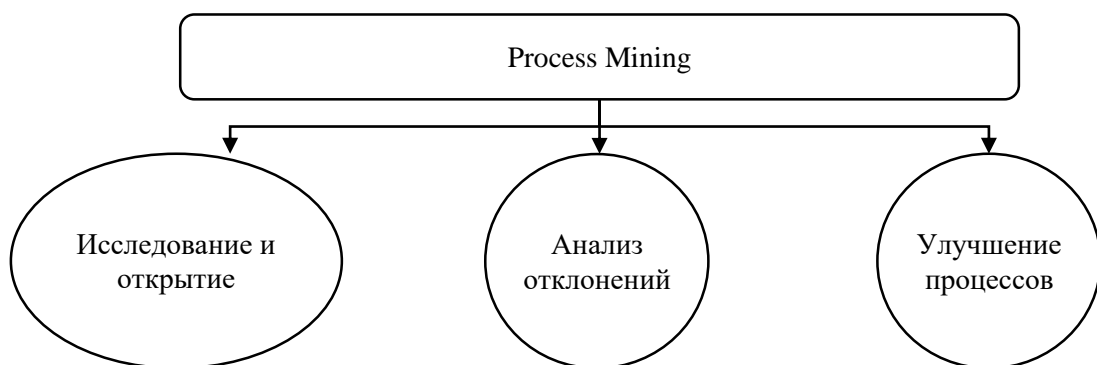 Process Mining
Исследование и
открытие
Анализ
отклонений
Улучшение
процессов